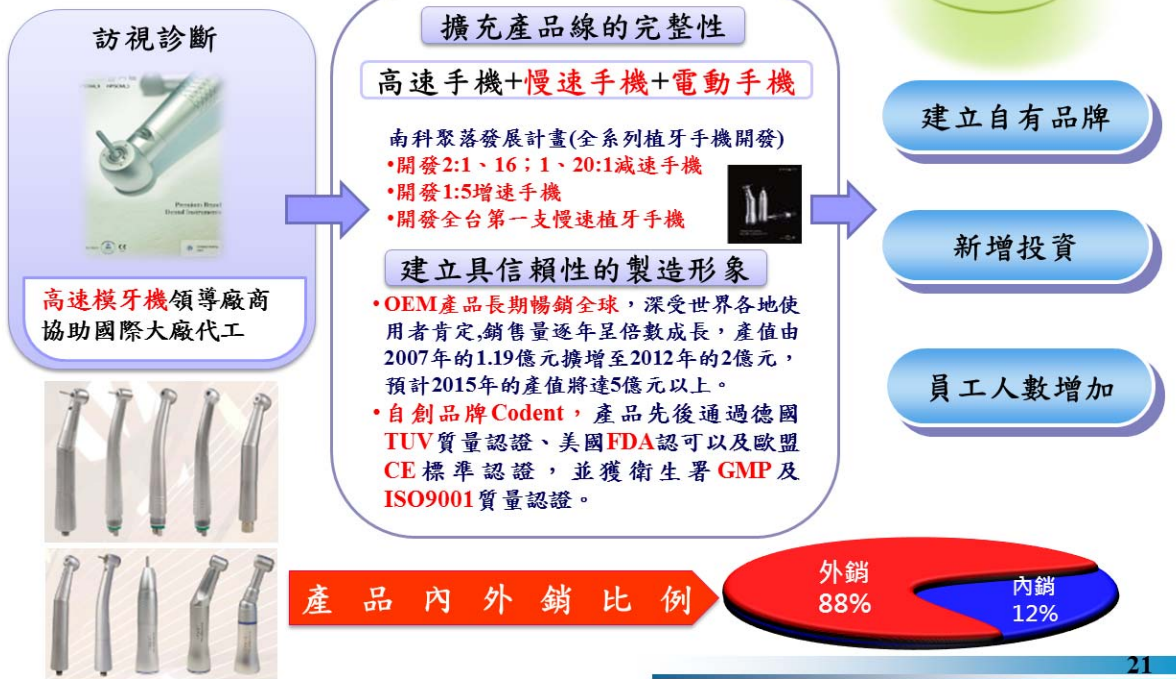 訪視診斷
Premium Brand
Dental Instruments
高速模牙機領導廠商
協助國際大廠代工
擴充產品線的完整性
高速手機+慢速手機+電動手機
南科聚落發展計畫(全系列植牙手機開發)
•開發2:1、16；1、20:1減速手機
•開發1:5增速手機
•開發全台第一支慢速植牙手機
建立具信賴性的製造形象
•OEM產品長期暢銷全球，深受世界各地使
用者肯定,銷售量逐年呈倍數成長，產值由
2007年的1.19億元擴增至2012年的2億元，
預計2015年的產值將達5億元以上。
•自創品牌Codent，產品先後通過德國
TUV質量認證、美國FDA認可以及歐盟
CE標準認證，並獲衛生署GMP及
ISO9001質量認證。
建立自有品牌
新增投資
員工人數增加
產品內外銷比例
外銷
88%
內銷
12%
21